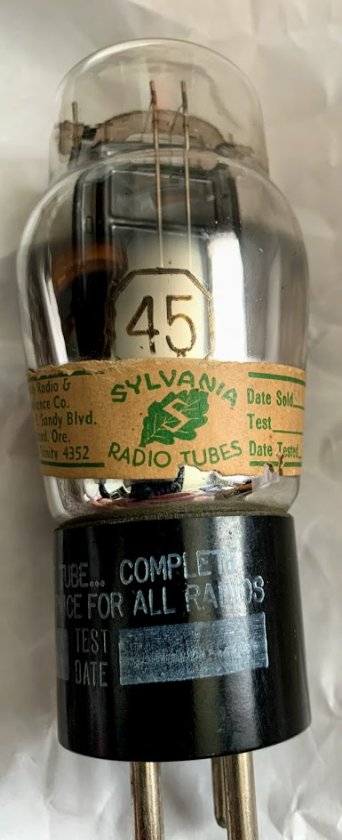 45
SYLVANIA
S
RADIO TUBES
Radio &
ance Co.
Sandy Blvd.
Ore.
4352
Date Sold
Test
Date Tested
TUBE... COMPLETE
FOR ALL RADIOS
TEST
DATE